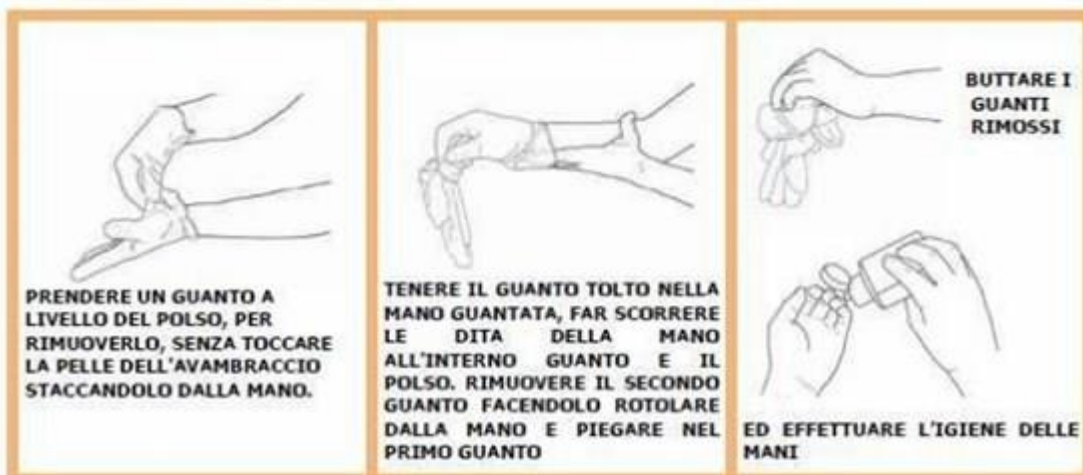 PRENDERE UN GUANTO A
LIVELLO DEL POLSO, PER
RIMUOVERLO, SENZA TOCCARE
LA PELLE DELL'AVAMBRACCIO
STACCANDOLO DALLA MANO.
TENERE IL GUANTO TOLTO NELLA
MANO GUANTATA, FAR SCORRERE
LE DITA DELLA MANO
ALL'INTERNO GUANTO E IL
POLSO. RIMUOVERE IL SECONDO
GUANTO FACENDOLO ROTOLARE
DALLA MANO E PIEGARE NEL
PRIMO GUANTO
BUTTARE I
GUANTI
RIMOSSI
ED EFFETTUARE L'IGIENE DELLE
MANI